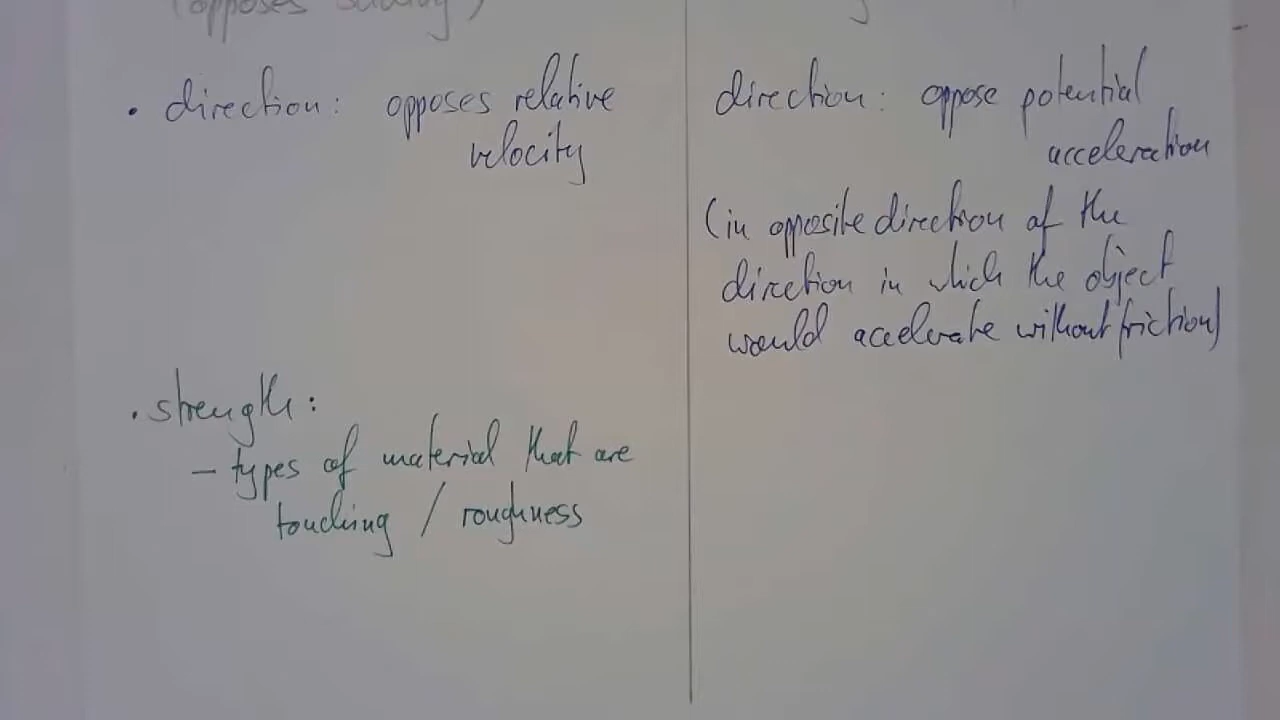 (opposes
• direction: opposes relative
velocity
• strength:
– types of material that are
touching / roughness
direction: oppose potential
acceleration
(in opposite direction of the
direction in which the object
would accelerate without friction)